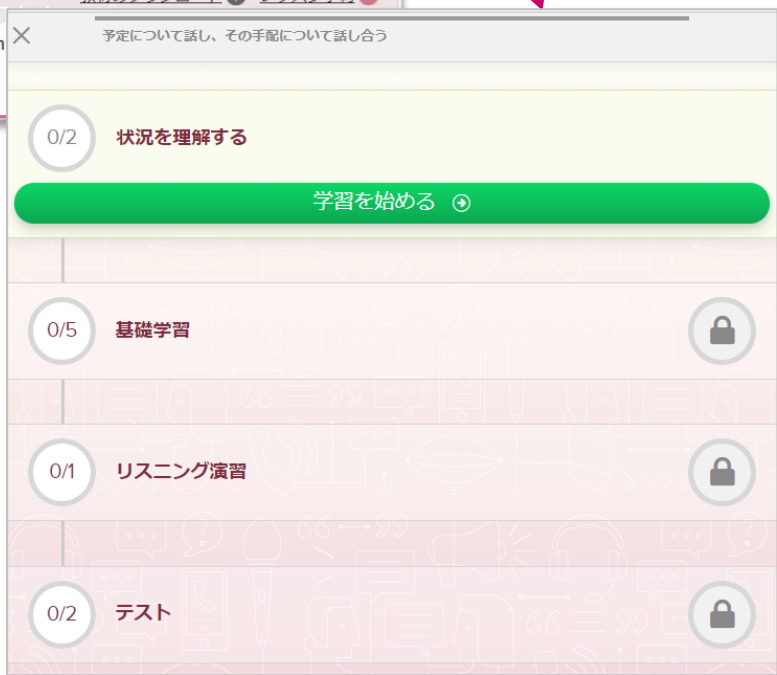 予定について話し、その手配について話し合う
0/2 状況を理解する
学習を始める
0/5 基礎学習
0/1 リスニング演習
0/2 テスト